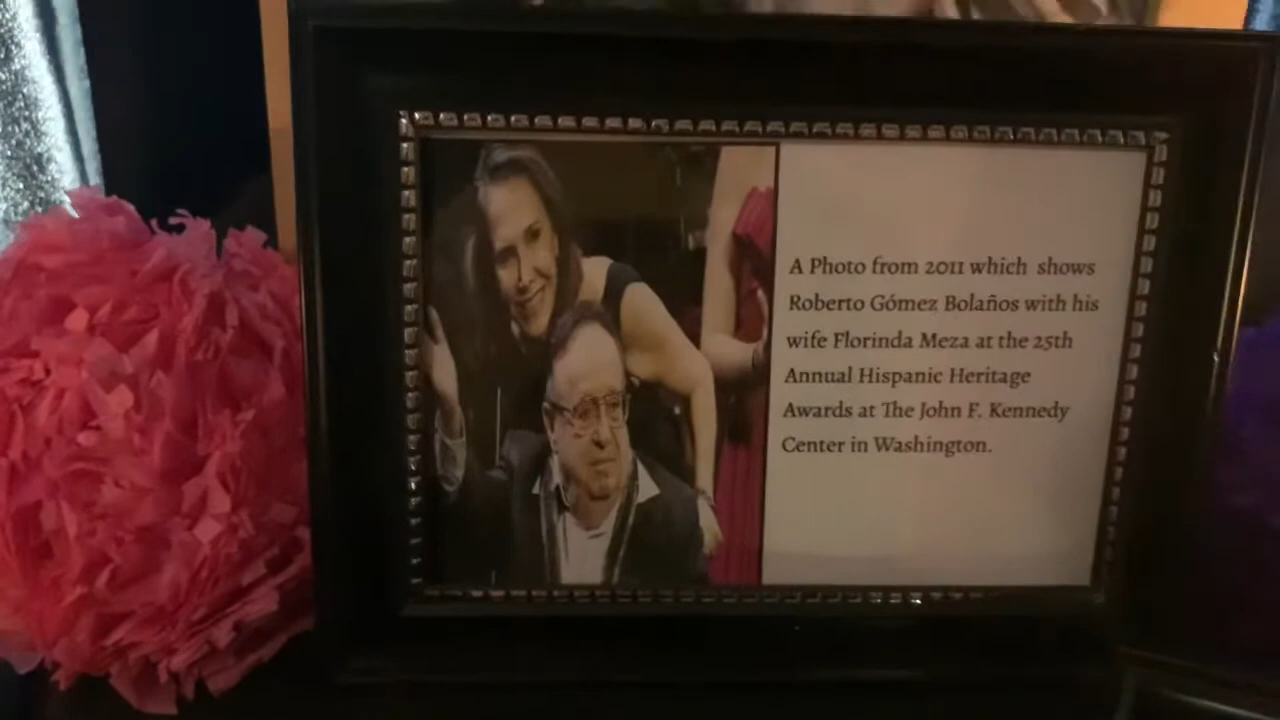 A Photo from 2011 which shows
Roberto Gómez Bolaños with his
wife Florinda Meza at the 25th
Annual Hispanic Heritage
Awards at The John F. Kennedy
Center in Washington.